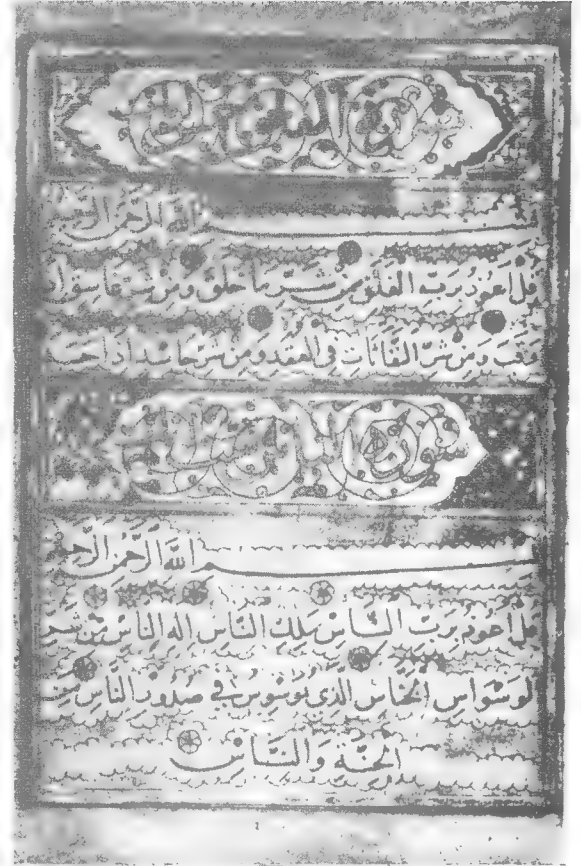 سورة الفلق
بسم الله الرحمن الرحيم
قل اعوذ برب الفلق من شر ما خلق ومن شر غاسق اذا
وقب ومن شر النفاثات في العقد ومن شر حاسد اذا حسد
سورة الناس
بسم الله الرحمن الرحيم
قل اعوذ برب الناس ملك الناس اله الناس من شر
الوسواس الخناس الذي يوسوس في صدور الناس من
الجنة والناس